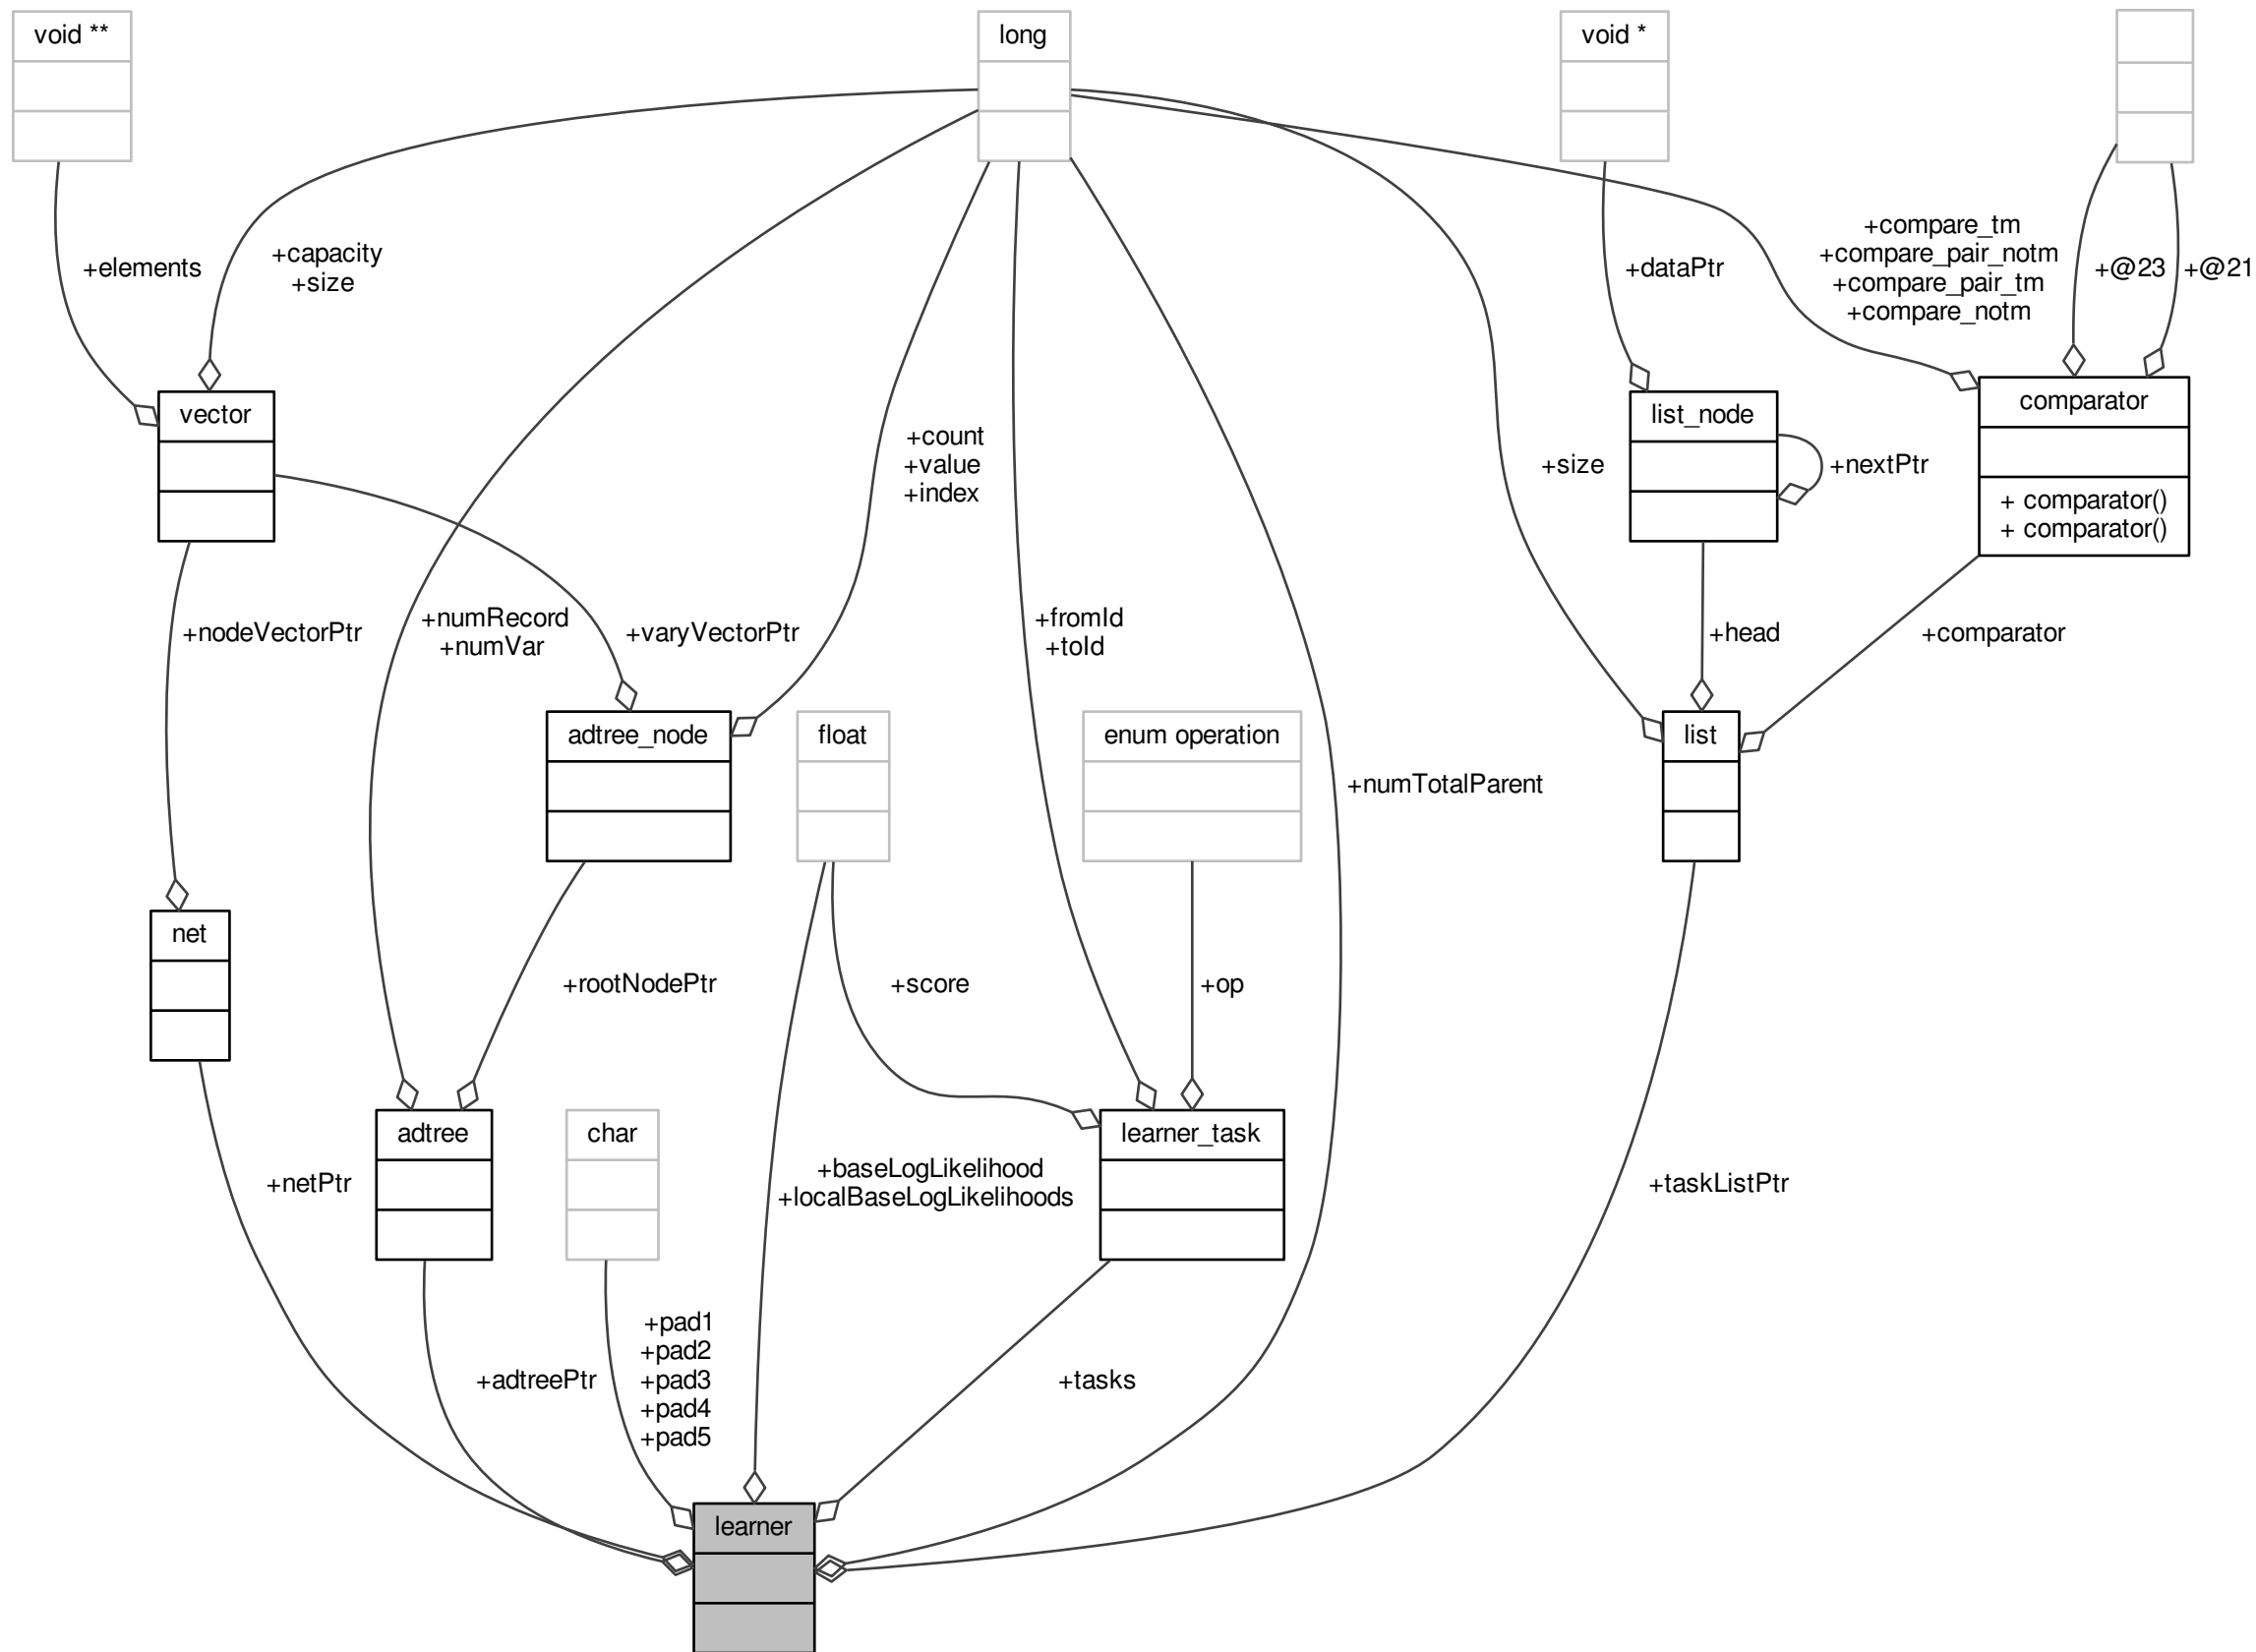 void **
long
void *
+compare_tm
+compare_pair_notm
+compare_pair_tm
+compare_notm
+elements
+capacity
+size
+dataPtr
+@23
+@21
vector
list_node
comparator
+ comparator()
+ comparator()
+count
+value
+index
+size
+nextPtr
+nodeVectorPtr
+numRecord
+numVar
+varyVectorPtr
+fromId
+toId
+head
+comparator
adtree_node
float
enum operation
list
+numTotalParent
net
+rootNodePtr
+score
+op
adtree
char
learner_task
+netPtr
+baseLogLikelihood
+localBaseLogLikelihoods
+taskListPtr
+adtreePtr
+pad1
+pad2
+pad3
+pad4
+pad5
+tasks
learner